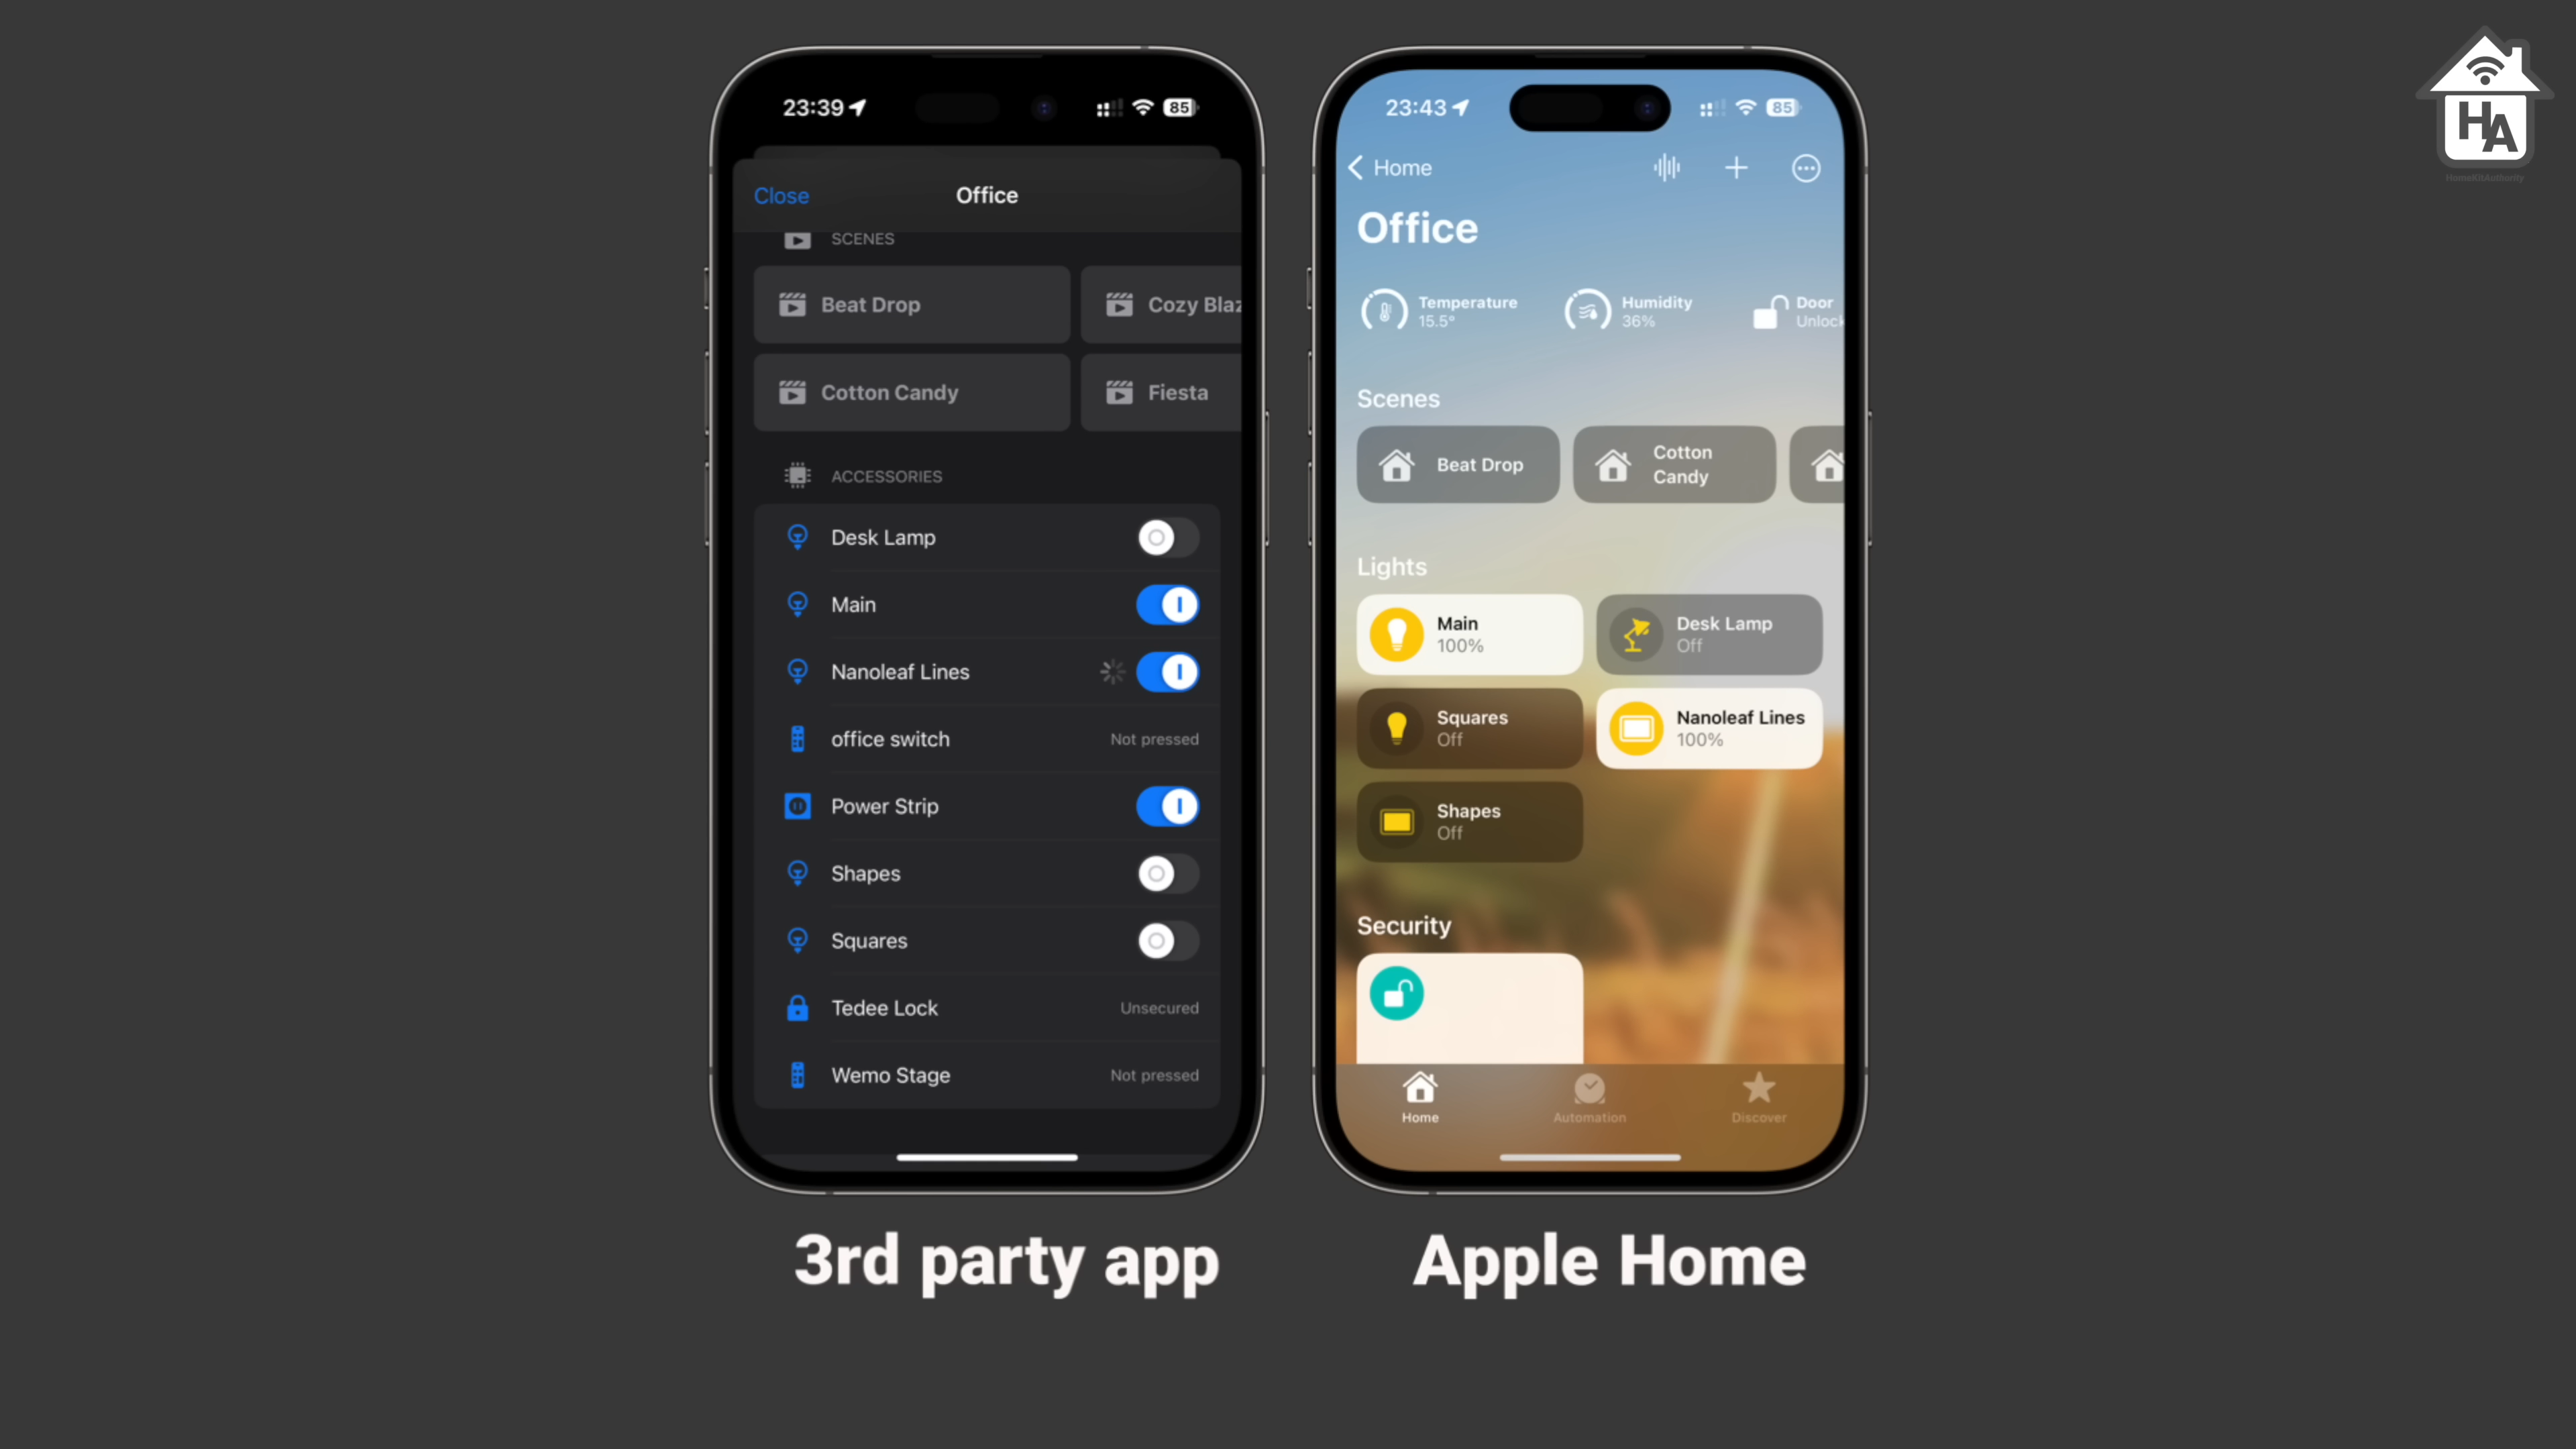 23:39
85
Close
Office
SCENES
Beat Drop
Cozy Blaz
Cotton Candy
Fiesta
ACCESSORIES
Desk Lamp
Main
Nanoleaf Lines
office switch
Not pressed
Power Strip
Shapes
Squares
Tedee Lock
Unsecured
Wemo Stage
Not pressed
3rd party app
23:43
85
Home
Office
Temperature
15.5°
Humidity
36%
Door
Unlock
Scenes
Beat Drop
Cotton
Candy
Lights
Main
100%
Desk Lamp
Off
Squares
Off
Nanoleaf Lines
100%
Shapes
Off
Security
Home
Automation
Discover
Apple Home
HA
HomeKitAuthority